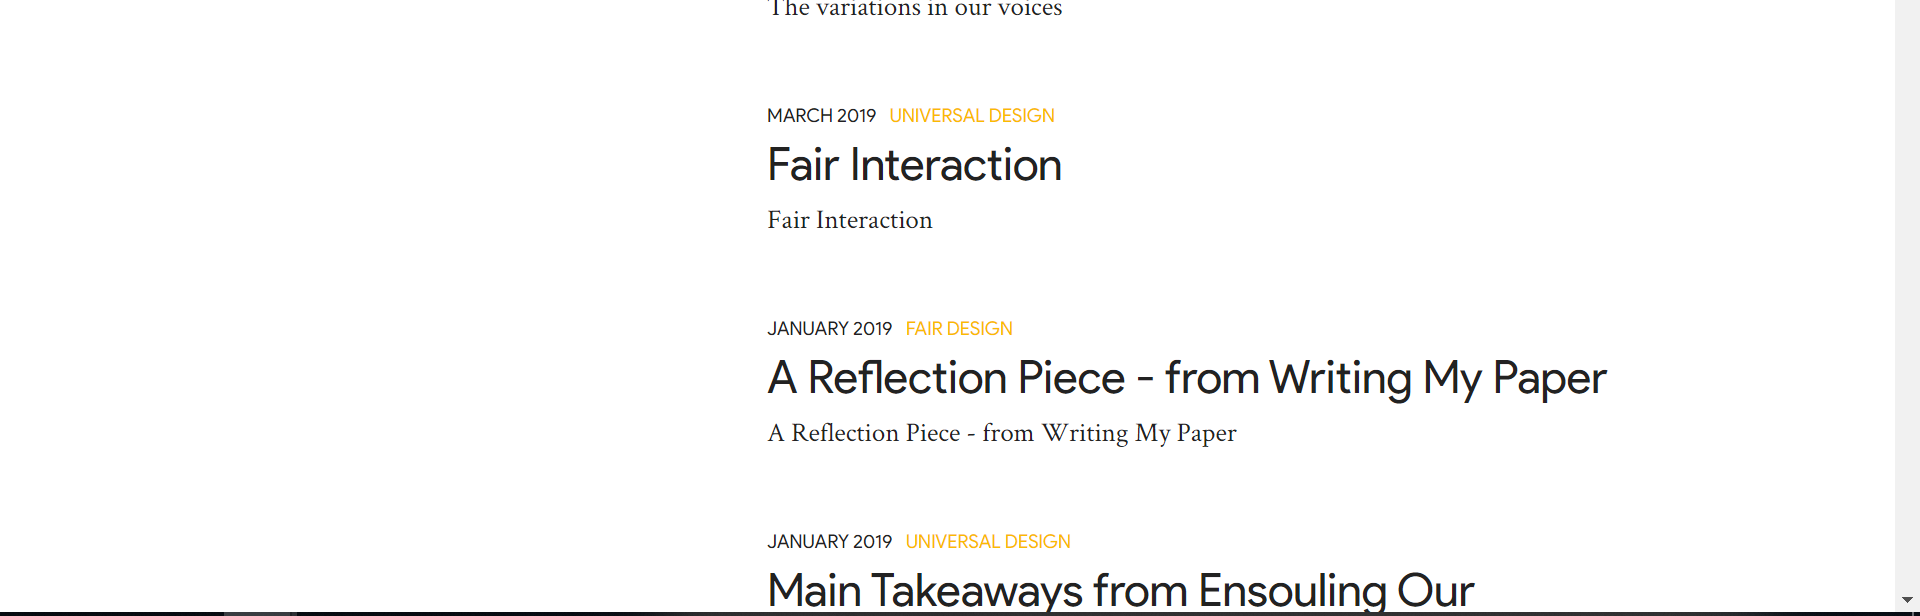 The variations in our voices
MARCH 2019 UNIVERSAL DESIGN
Fair Interaction
Fair Interaction
JANUARY 2019 FAIR DESIGN
A Reflection Piece - from Writing My Paper
A Reflection Piece - from Writing My Paper
JANUARY 2019 UNIVERSAL DESIGN
Main Takeaways from Ensouling Our